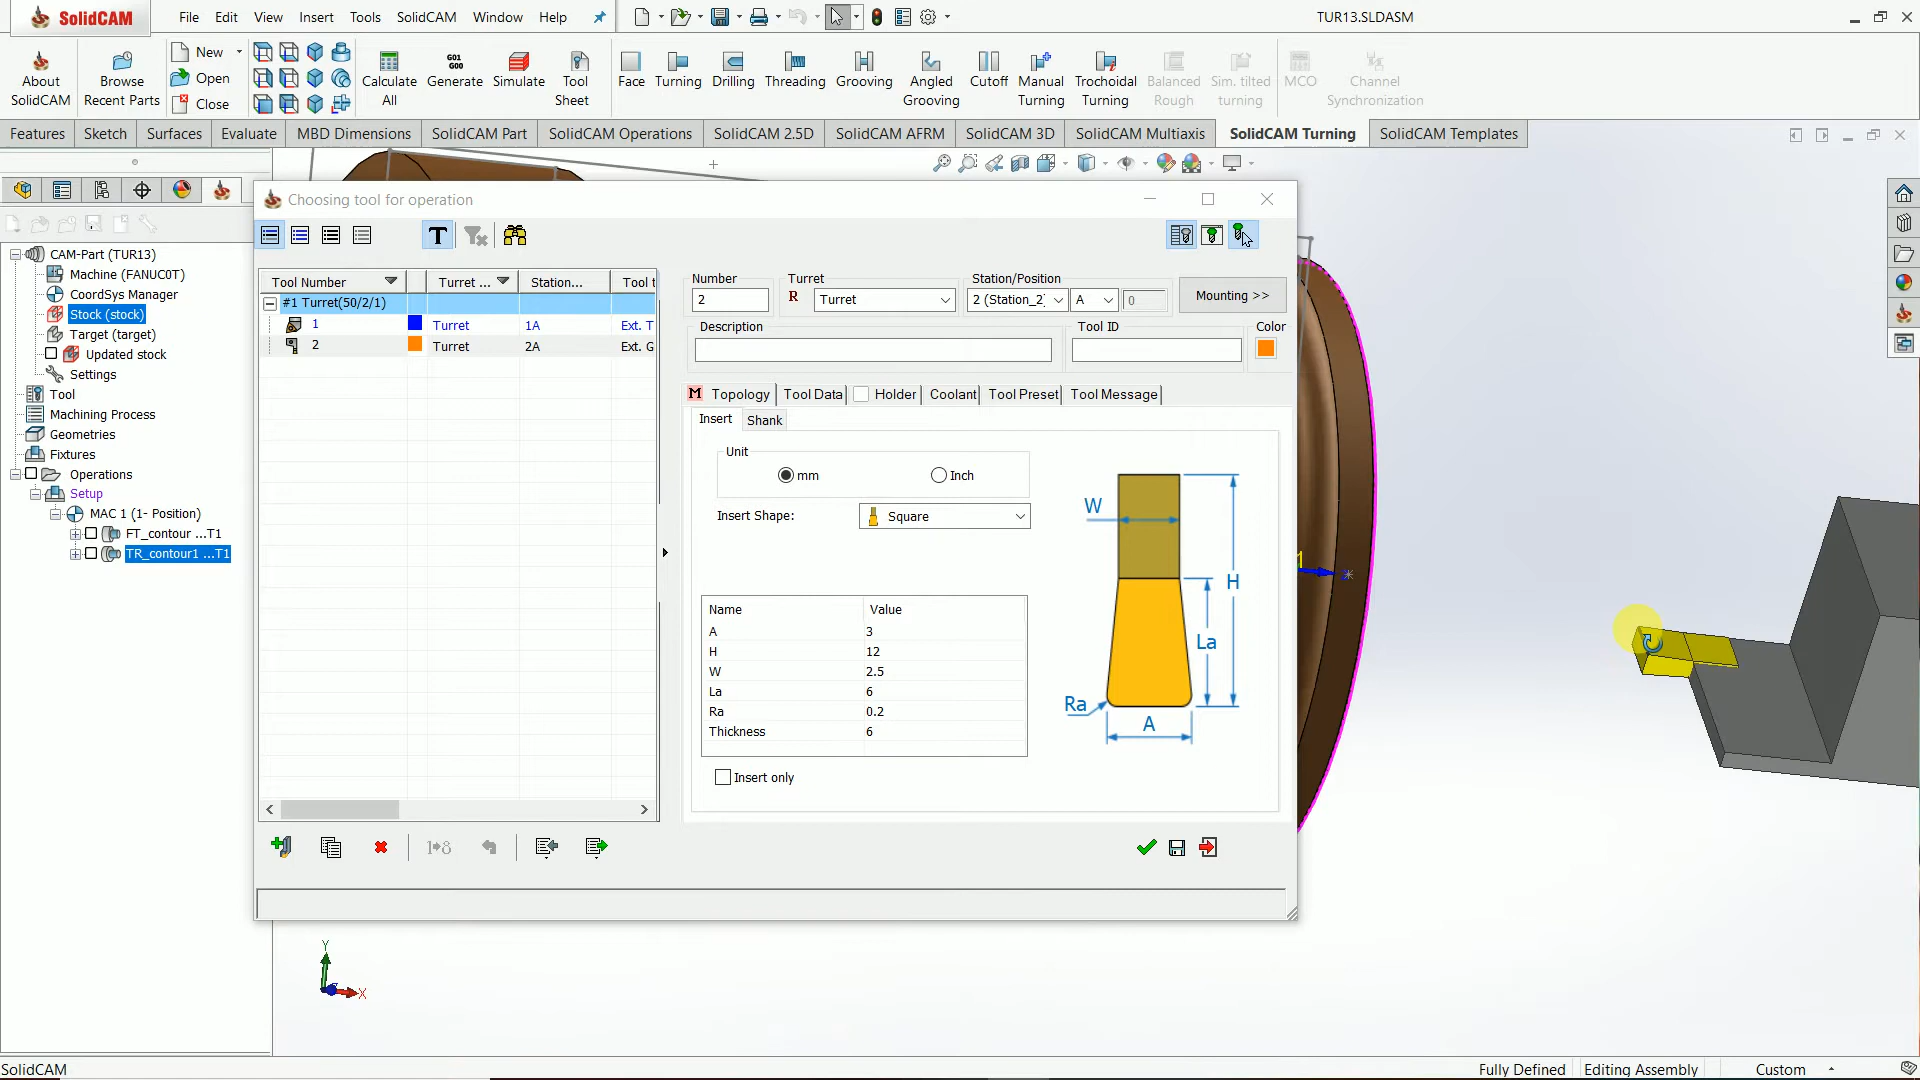 SolidCAM
File Edit View Insert Tools SolidCAM Window Help
TUR13.SLDASM
About SolidCAM
Browse Recent Parts
New
Open
Close
Calculate All
G01 G00
Generate
Simulate
Tool Sheet
Face
Turning
Drilling
Threading
Grooving
Angled Grooving
Cutoff
Manual Turning
Trochoidal Turning
Balanced Rough
Sim. tilted turning
MCO
Channel Synchronization
Features Sketch Surfaces Evaluate MBD Dimensions SolidCAM Part SolidCAM Operations SolidCAM 2.5D SolidCAM AFRM SolidCAM 3D SolidCAM Multiaxis SolidCAM Turning SolidCAM Templates
CAM-Part (TUR13)
Machine (FANUC0T)
CoordSys Manager
Stock (stock)
Target (target)
Updated stock
Settings
Tool
Machining Process
Geometries
Fixtures
Operations
Setup
MAC 1 (1- Position)
FT_contour ...T1
TR_contour1 ...T1
Choosing tool for operation
T
Tool Number Turret ... Station... Tool t
#1 Turret(50/2/1)
1 Turret 1A Ext. T
2 Turret 2A Ext. G
Number Turret Station/Position
2 R Turret 2 (Station_2) A 0 Mounting >>
Description Tool ID Color
M Topology Tool Data Holder Coolant Tool Preset Tool Message
Insert Shank
Unit
mm Inch
Insert Shape: Square
Name Value
A 3
H 12
W 2.5
La 6
Ra 0.2
Thickness 6
Insert only
W
H
La
Ra
A
1
Y
X
SolidCAM
Fully Defined Editing Assembly Custom